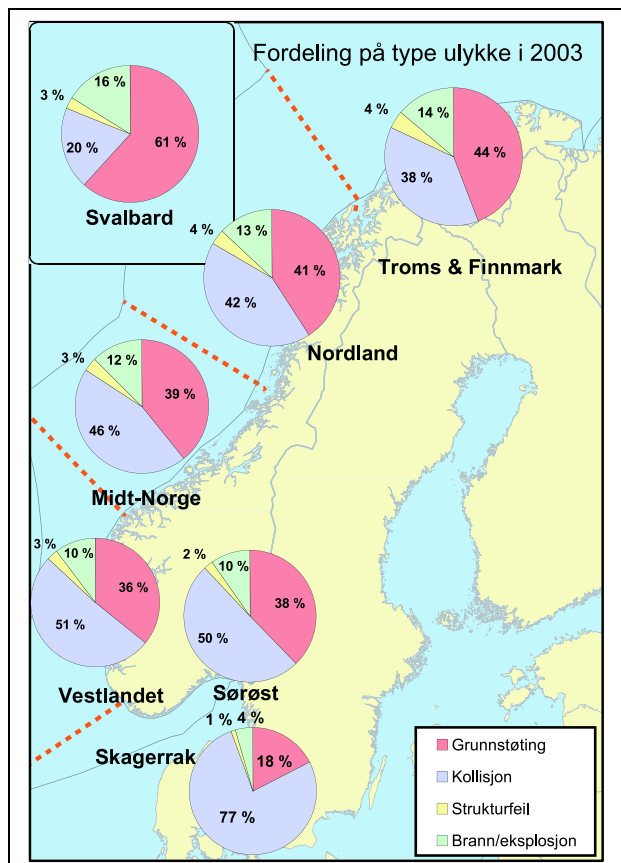 Fordeling på type ulykke i 2003
3 %
16 %
20 %
61 %
Svalbard
4 %
14 %
38 %
44 %
Troms & Finnmark
4 %
13 %
42 %
41 %
Nordland
3 %
12 %
46 %
39 %
Midt-Norge
3 %
10 %
51 %
36 %
Vestlandet
2 %
10 %
50 %
38 %
Sørøst
1 %
4 %
77 %
18 %
Skagerrak
Grunnstøting
Kollisjon
Strukturfeil
Brann/eksplosjon